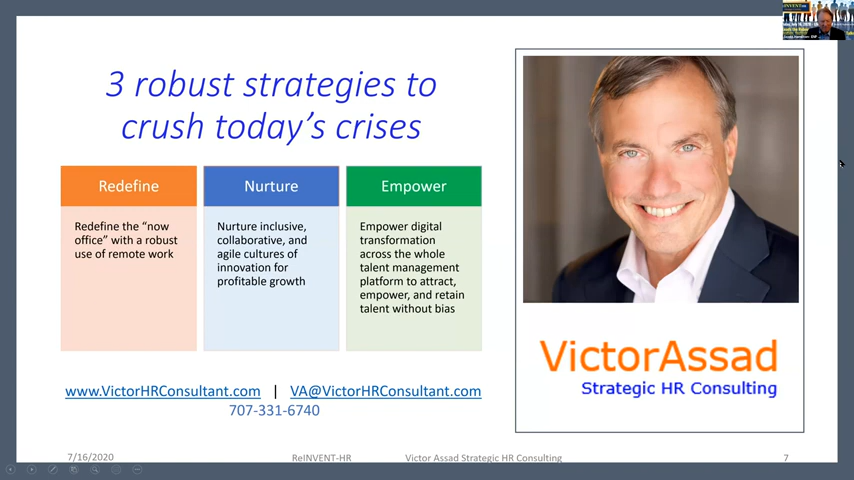 3 robust strategies to
crush today's crises
Redefine
Redefine the "now
office" with a robust
use of remote work
Nurture
Nurture inclusive,
collaborative, and
agile cultures of
innovation for
profitable growth
Empower
Empower digital
transformation
across the whole
talent management
platform to attract,
empower, and retain
talent without bias
www.VictorHRConsultant.com | VA@VictorHRConsultant.com
707-331-6740
VictorAssad
Strategic HR Consulting
7/16/2020 ReINVENT-HR Victor Assad Strategic HR Consulting 7